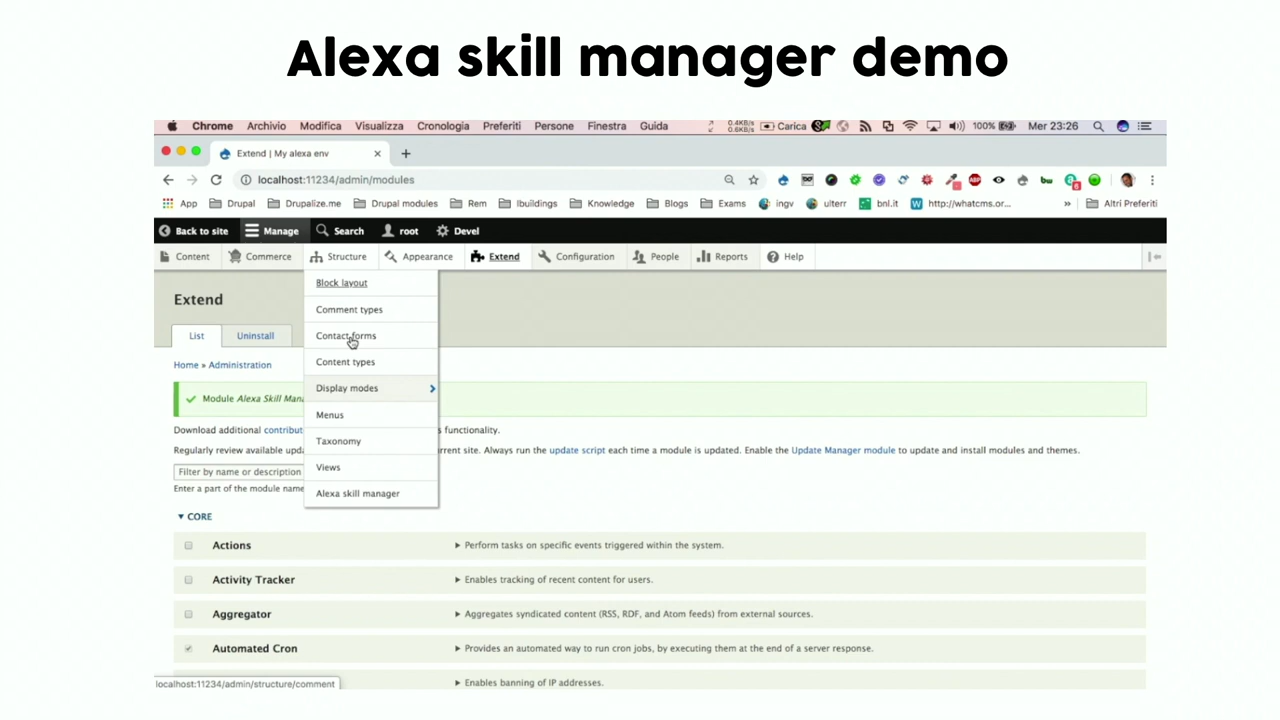 Alexa skill manager demo
Chrome Archivio Modifica Visualizza Cronologia Preferiti Persone Finestra Guida 0.4KB/s 0.6KB/s Carica 100% Mer 23:26
Extend | My alexa env
localhost:11234/admin/modules
App Drupal Drupalize.me Drupal modules Rem Ibuildings Knowledge Blogs Exams ingv ulterr bnl.it http://whatcms.or... » Altri Preferiti
Back to site Manage Search root Devel
Content Commerce Structure Appearance Extend Configuration People Reports Help
Block layout
Extend
Comment types
List Uninstall Contact forms
Home » Administration Content types
Display modes
Module Alexa Skill Mana
Menus
Download additional contribut s functionality.
Taxonomy
Regularly review available upda rrent site. Always run the update script each time a module is updated. Enable the Update Manager module to update and install modules and themes.
Filter by name or description Views
Enter a part of the module name Alexa skill manager
CORE
Actions Perform tasks on specific events triggered within the system.
Activity Tracker Enables tracking of recent content for users.
Aggregator Aggregates syndicated content (RSS, RDF, and Atom feeds) from external sources.
Automated Cron Provides an automated way to run cron jobs, by executing them at the end of a server response.
localhost:11234/admin/structure/comment Enables banning of IP addresses.